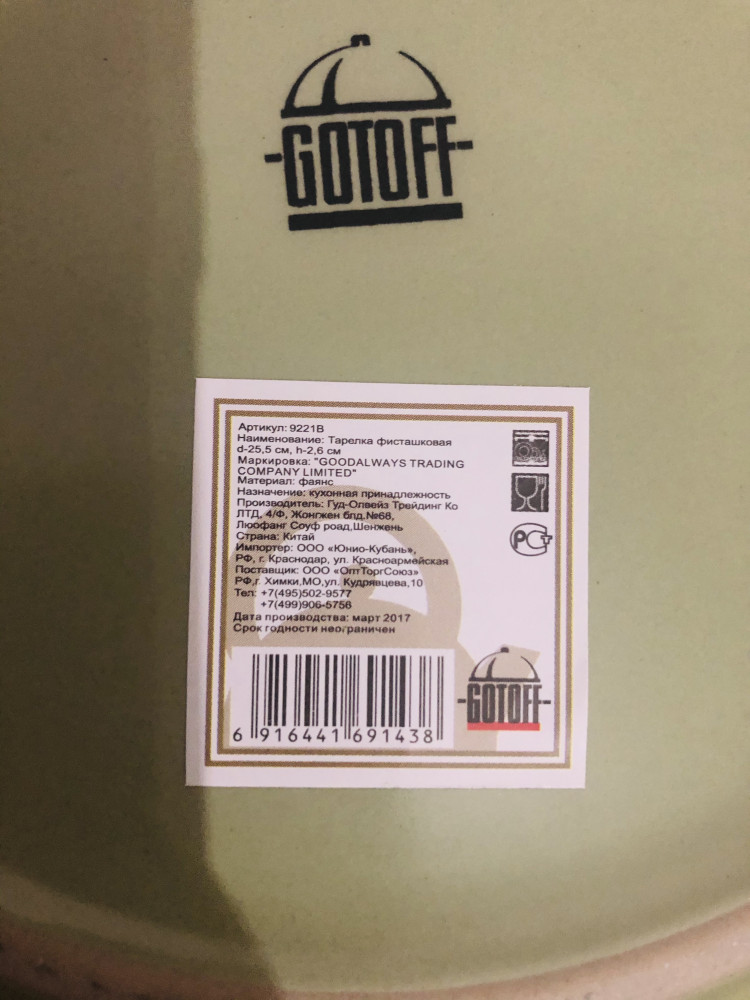 GOTOFF
Артикул: 9221B
Наименование: Тарелка фисташковая
d-25,5 см, h-2,6 см
Маркировка: "GOODALWAYS TRADING
COMPANY LIMITED"
Материал: фаянс
Назначение: кухонная принадлежность
Производитель: Гуд-Олвейз Трейдинг Ко
ЛТД, 4/Ф, Жонгжен блд.№68,
Люофанг Соуф роад,Шенжень
Страна: Китай
Импортер: ООО «Юнио-Кубань»,
РФ, г. Краснодар, ул. Красноармейская
Поставщик: ООО «ОптТоргСоюз»
РФ,г. Химки,МО,ул. Кудрявцева,10
Тел: +7(495)502-9577
+7(499)906-5756
Дата производства: март 2017
Срок годности неограничен
6 916441 691438
GOTOFF
РСТ